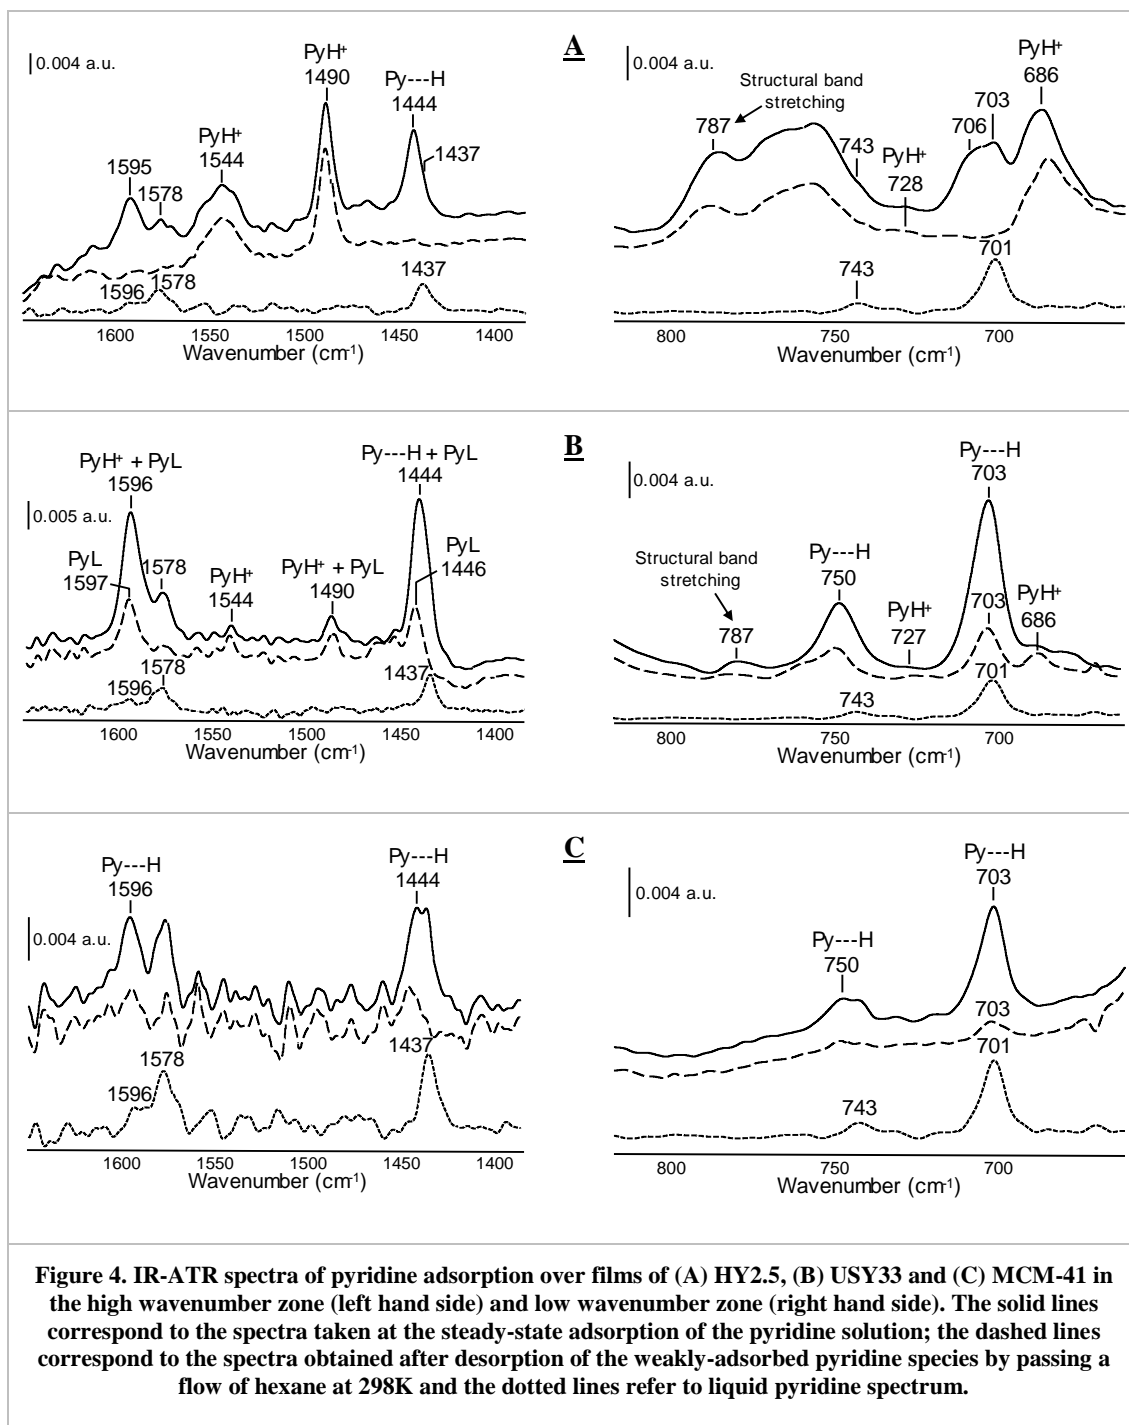 A
0.004 a.u.
PyH+
1490
Py---H
1444
1437
PyH+
1544
1595
1578
1596
1578
1437
1600 1550 1500 1450 1400
Wavenumber (cm-1)
0.004 a.u.
Structural band
stretching
787
743
PyH+
728
706
703
PyH+
686
743
701
800 750 700
Wavenumber (cm-1)
B
PyH+ + PyL
1596
0.005 a.u.
PyL
1597
1578
PyH+
1544
PyH+ + PyL
1490
Py---H + PyL
1444
PyL
1446
1596
1578
1437
1600 1550 1500 1450 1400
Wavenumber (cm-1)
0.004 a.u.
Structural band
stretching
787
Py---H
750
PyH+
727
Py---H
703
703
PyH+
686
743
701
800 750 700
Wavenumber (cm-1)
C
Py---H
1596
0.004 a.u.
Py---H
1444
1596
1578
1437
1600 1550 1500 1450 1400
Wavenumber (cm-1)
0.004 a.u.
Py---H
750
Py---H
703
703
743
701
800 750 700
Wavenumber (cm-1)
Figure 4. IR-ATR spectra of pyridine adsorption over films of (A) HY2.5, (B) USY33 and (C) MCM-41 in
the high wavenumber zone (left hand side) and low wavenumber zone (right hand side). The solid lines
correspond to the spectra taken at the steady-state adsorption of the pyridine solution; the dashed lines
correspond to the spectra obtained after desorption of the weakly-adsorbed pyridine species by passing a
flow of hexane at 298K and the dotted lines refer to liquid pyridine spectrum.